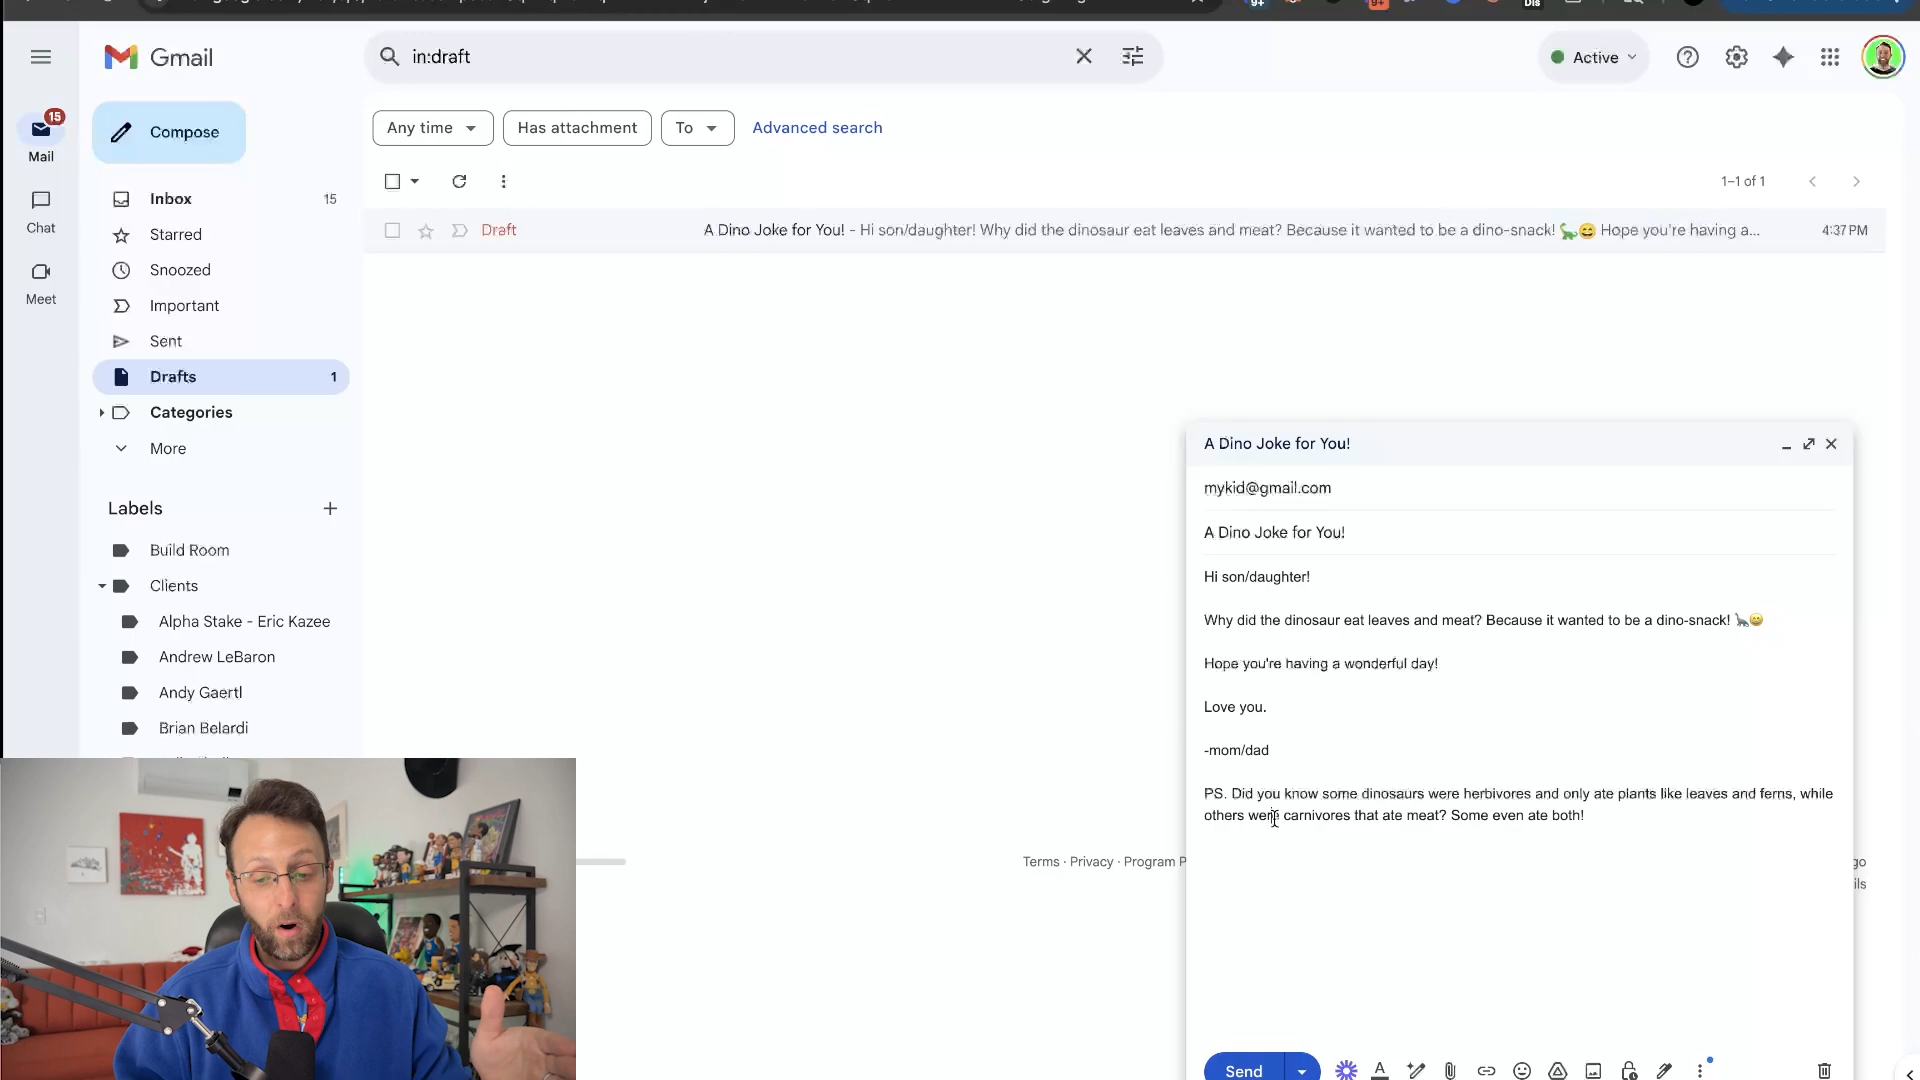 Gmail
in:draft
Active
15
Mail
Chat
Meet
Compose
Inbox 15
Starred
Snoozed
Important
Sent
Drafts 1
Categories
More
Labels
Build Room
Clients
Alpha Stake - Eric Kazee
Andrew LeBaron
Andy Gaertl
Brian Belardi
Any time
Has attachment
To
Advanced search
1–1 of 1
Draft
A Dino Joke for You! - Hi son/daughter! Why did the dinosaur eat leaves and meat? Because it wanted to be a dino-snack! 🦕😄 Hope you're having a...
4:37 PM
A Dino Joke for You!
mykid@gmail.com
A Dino Joke for You!
Hi son/daughter!
Why did the dinosaur eat leaves and meat? Because it wanted to be a dino-snack! 🦕😄
Hope you're having a wonderful day!
Love you.
-mom/dad
PS. Did you know some dinosaurs were herbivores and only ate plants like leaves and ferns, while
others were carnivores that ate meat? Some even ate both!
Terms · Privacy · Program P
Send